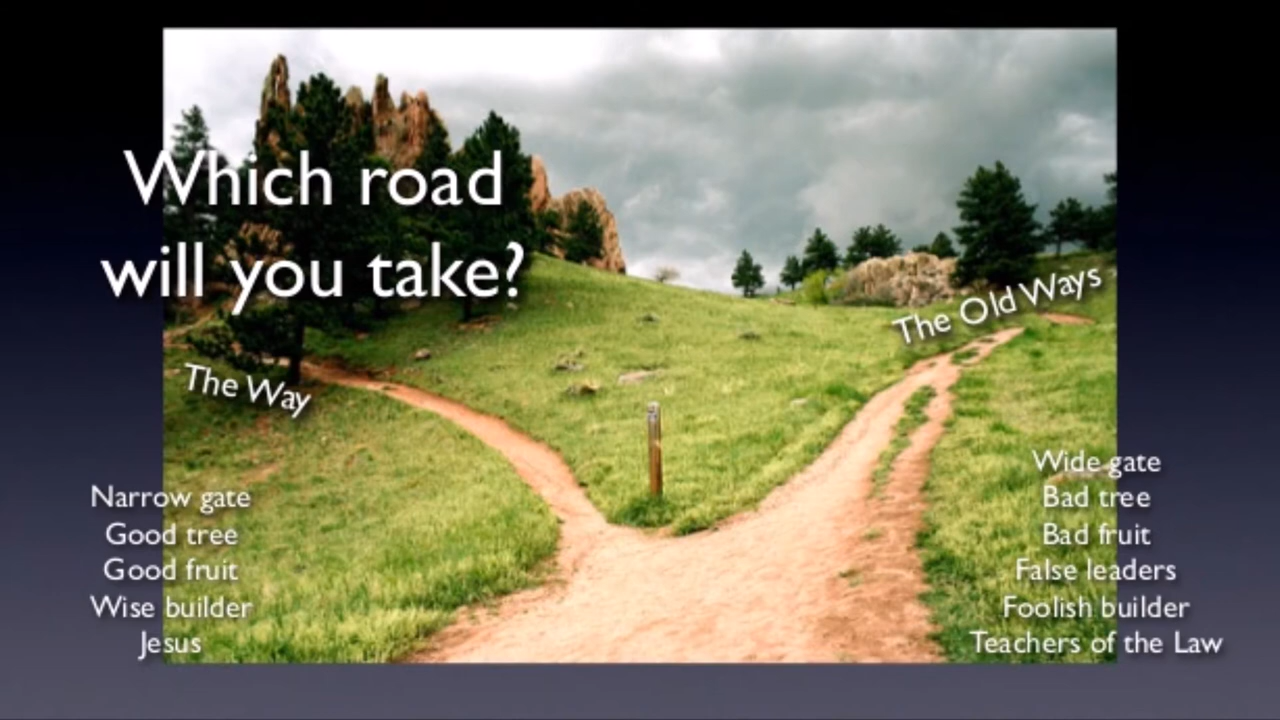 Which road
will you take?
The Way
The Old Ways
Narrow gate
Good tree
Good fruit
Wise builder
Jesus
Wide gate
Bad tree
Bad fruit
False leaders
Foolish builder
Teachers of the Law